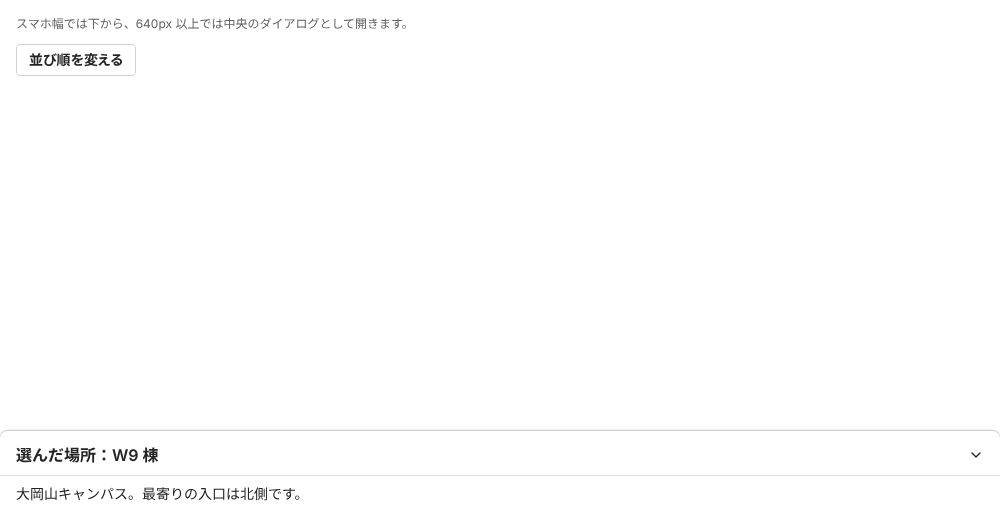 スマホ幅では下から、640px 以上では中央のダイアログとして開きます。
並び順を変える
選んだ場所：W9 棟
大岡山キャンパス。最寄りの入口は北側です。